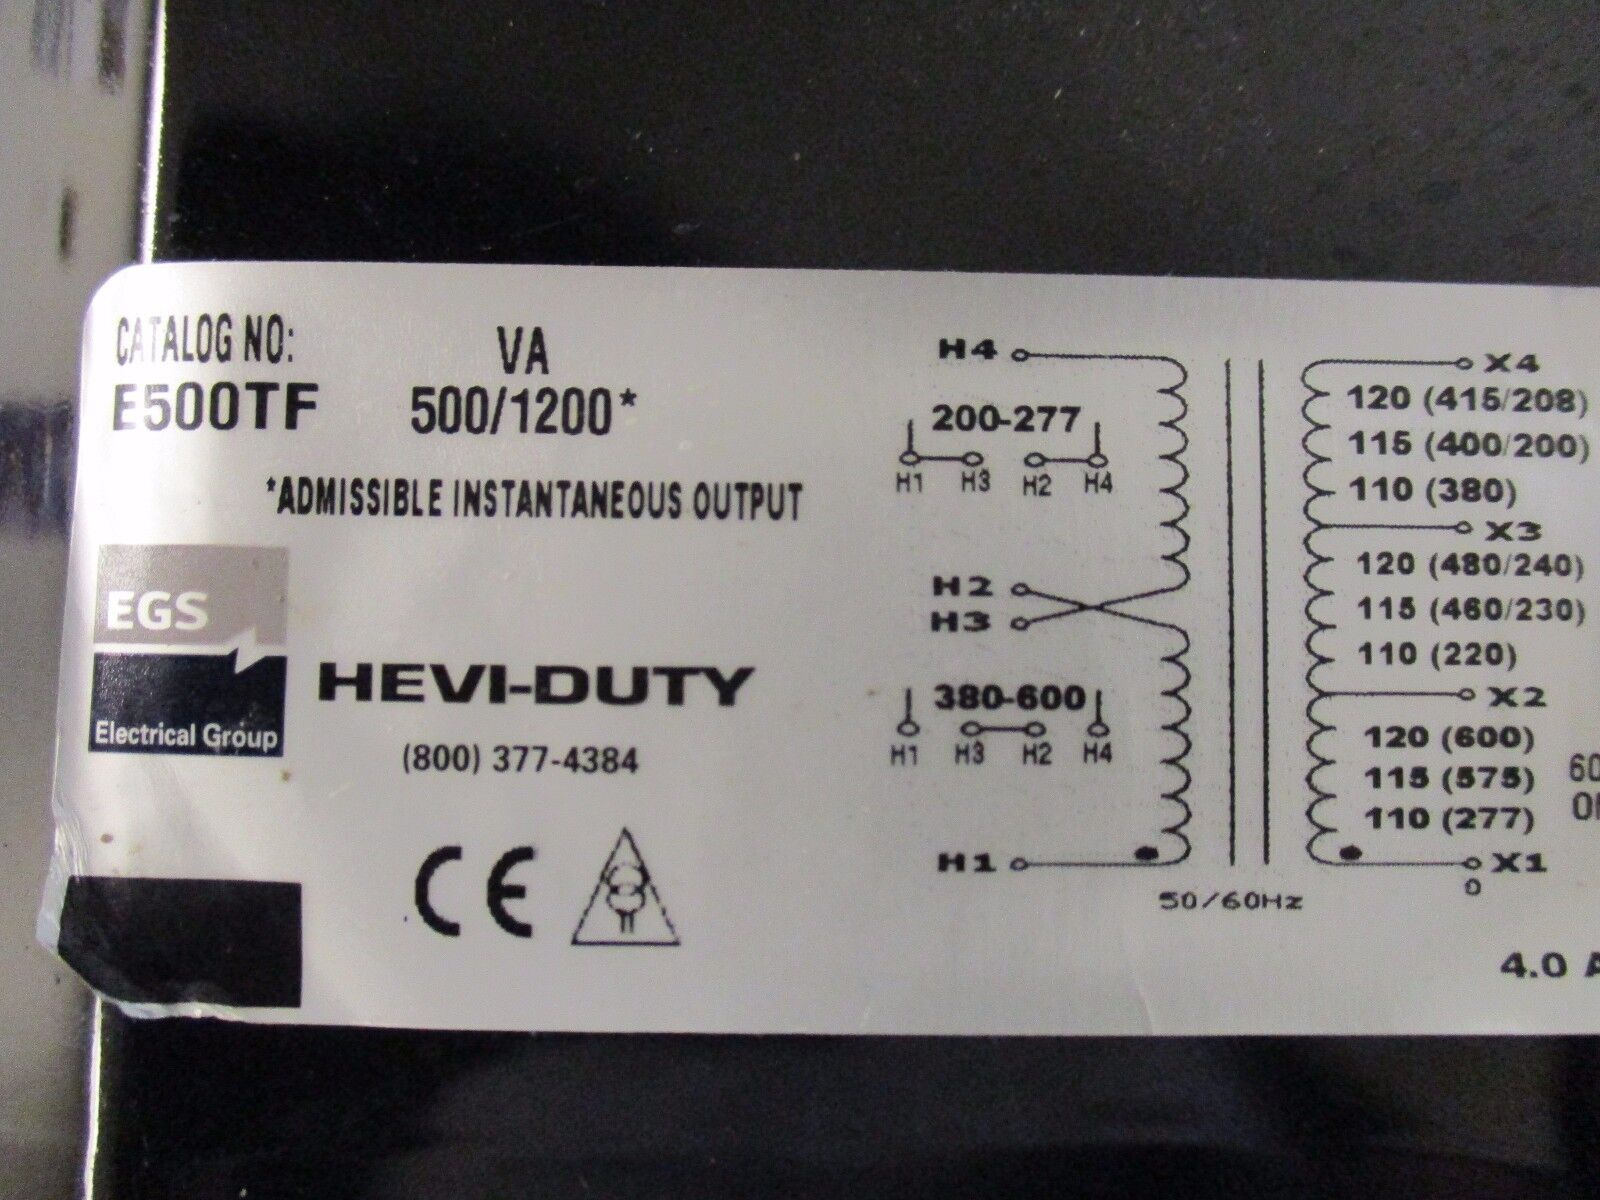 CATALOG NO: VA
E500TF 500/1200*
*ADMISSIBLE INSTANTANEOUS OUTPUT
EGS
Electrical Group
HEVI-DUTY
(800) 377-4384
CE
H4
200-277
H1 H3 H2 H4
H2
H3
380-600
H1 H3 H2 H4
H1
50/60Hz
X4
120 (415/208)
115 (400/200)
110 (380)
X3
120 (480/240)
115 (460/230)
110 (220)
X2
120 (600)
115 (575)
110 (277)
X1
0
4.0